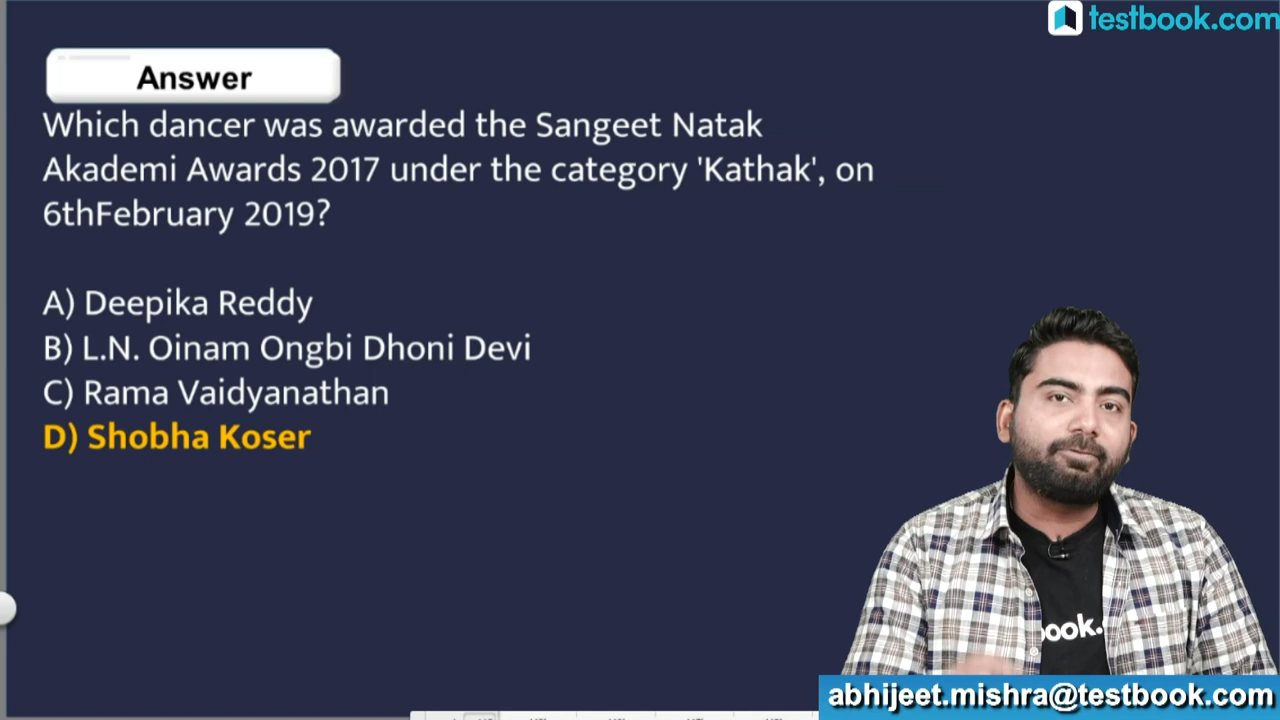 testbook.com
Answer
Which dancer was awarded the Sangeet Natak
Akademi Awards 2017 under the category 'Kathak', on
6thFebruary 2019?
A) Deepika Reddy
B) L.N. Oinam Ongbi Dhoni Devi
C) Rama Vaidyanathan
D) Shobha Koser
book.
abhijeet.mishra@testbook.com